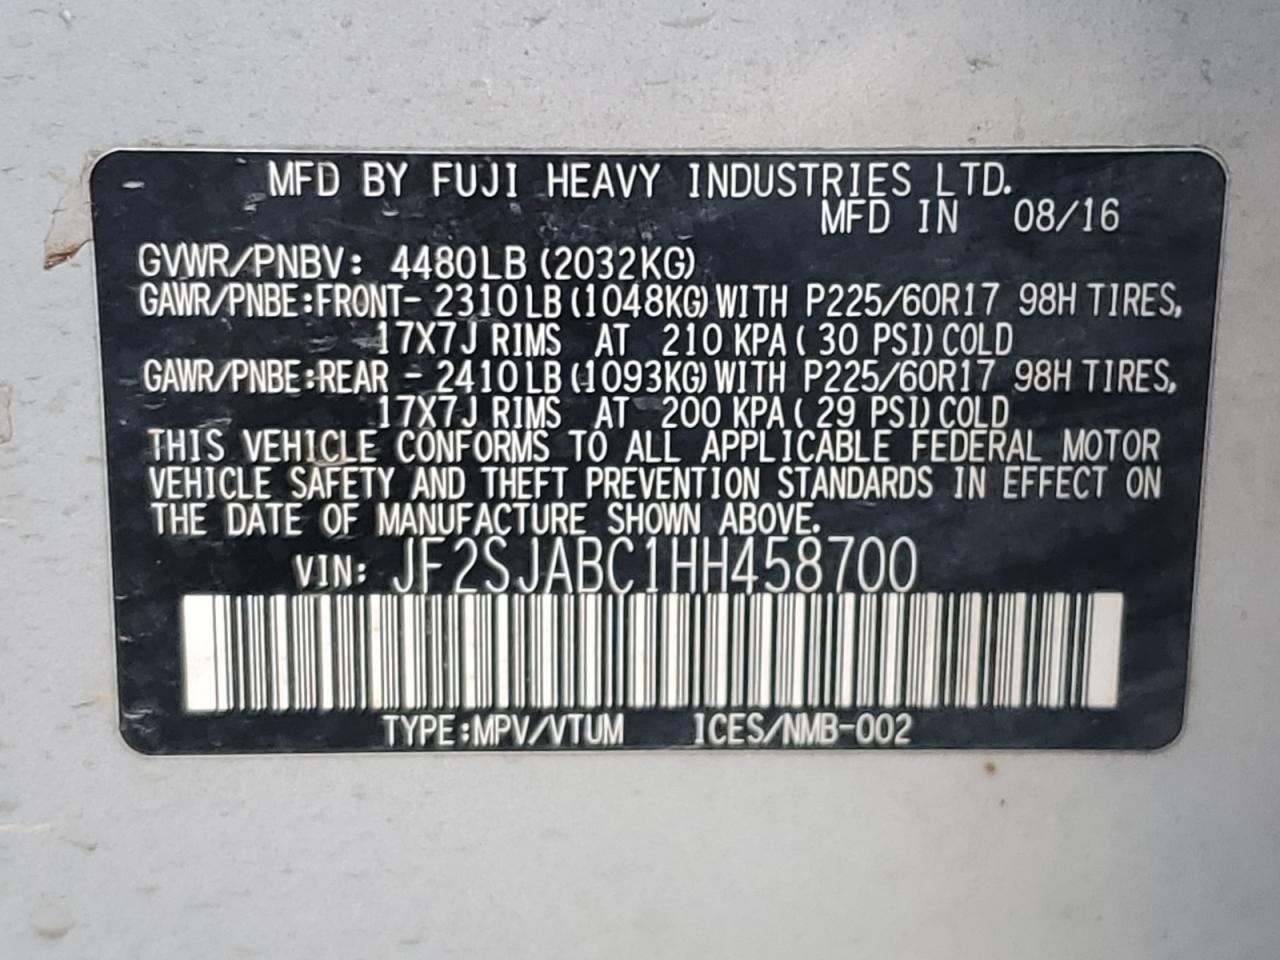 MFD BY FUJI HEAVY INDUSTRIES LTD.
MFD IN 08/16
GVWR/PNBV: 4480LB (2032KG)
GAWR/PNBE:FRONT- 2310LB(1048KG)WITH P225/60R17 98H TIRES,
17X7J RIMS AT 210 KPA( 30 PSI)COLD
GAWR/PNBE:REAR - 2410LB(1093KG)WITH P225/60R17 98H TIRES,
17X7J RIMS AT 200 KPA( 29 PSI)COLD
THIS VEHICLE CONFORMS TO ALL APPLICABLE FEDERAL MOTOR
VEHICLE SAFETY AND THEFT PREVENTION STANDARDS IN EFFECT ON
THE DATE OF MANUFACTURE SHOWN ABOVE.
VIN: JF2SJABC1HH458700
TYPE:MPV/VTUM ICES/NMB-002